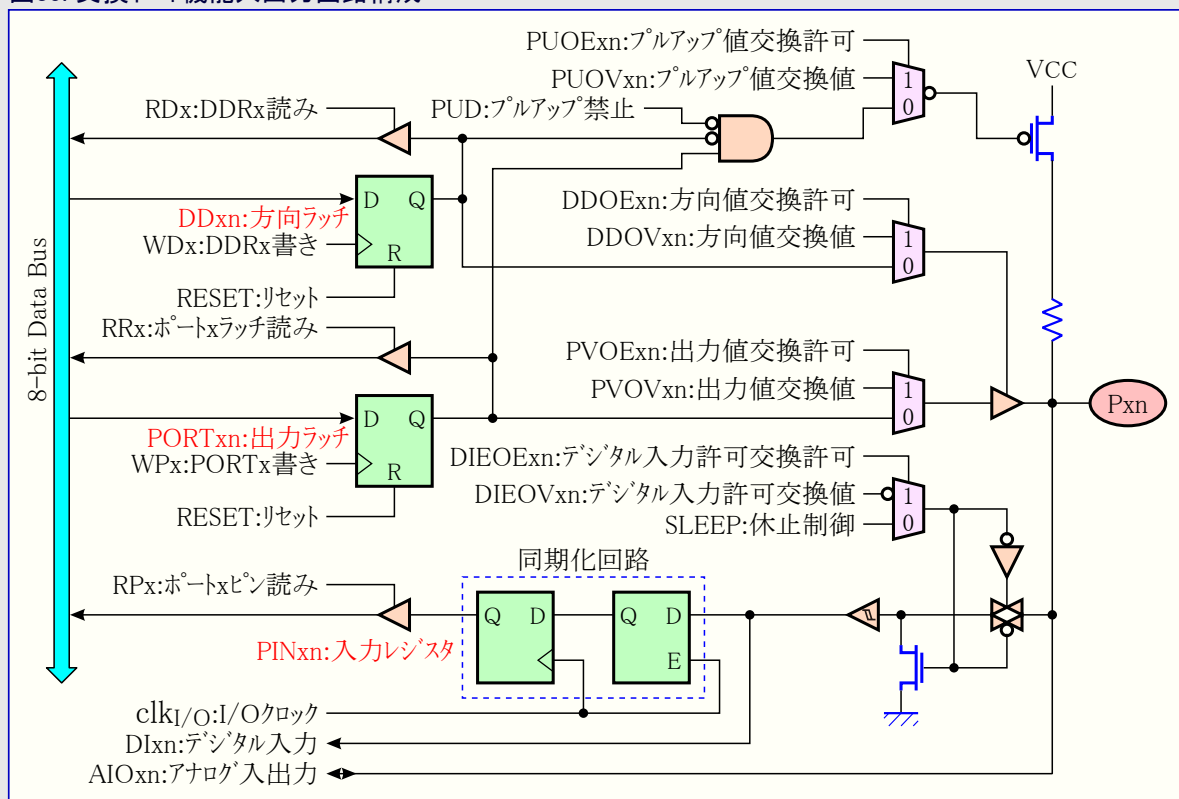 PUOExn:プルアップ値交換許可
PUOVxn:プルアップ値交換値
1
0
VCC
RDx:DDRx読み
PUD:プルアップ禁止
D Q
R
DDxn:方向ラッチ
WDx:DDRx書き
RESET:リセット
DDOExn:方向値交換許可
DDOVxn:方向値交換値
1
0
8-bit Data Bus
RRx:ポートxラッチ読み
PVOExn:出力値交換許可
PVOVxn:出力値交換値
1
0
Pxn
D Q
R
PORTxn:出力ラッチ
WPx:PORTx書き
RESET:リセット
DIEOExn:デジタル入力許可交換許可
DIEOVxn:デジタル入力許可交換値
SLEEP:休止制御
1
0
同期化回路
RPx:ポートxピン読み
Q D
Q D
E
PINxn:入力レジスタ
clkI/O:I/Oクロック
DIxn:デジタル入力
AIOxn:アナログ入出力